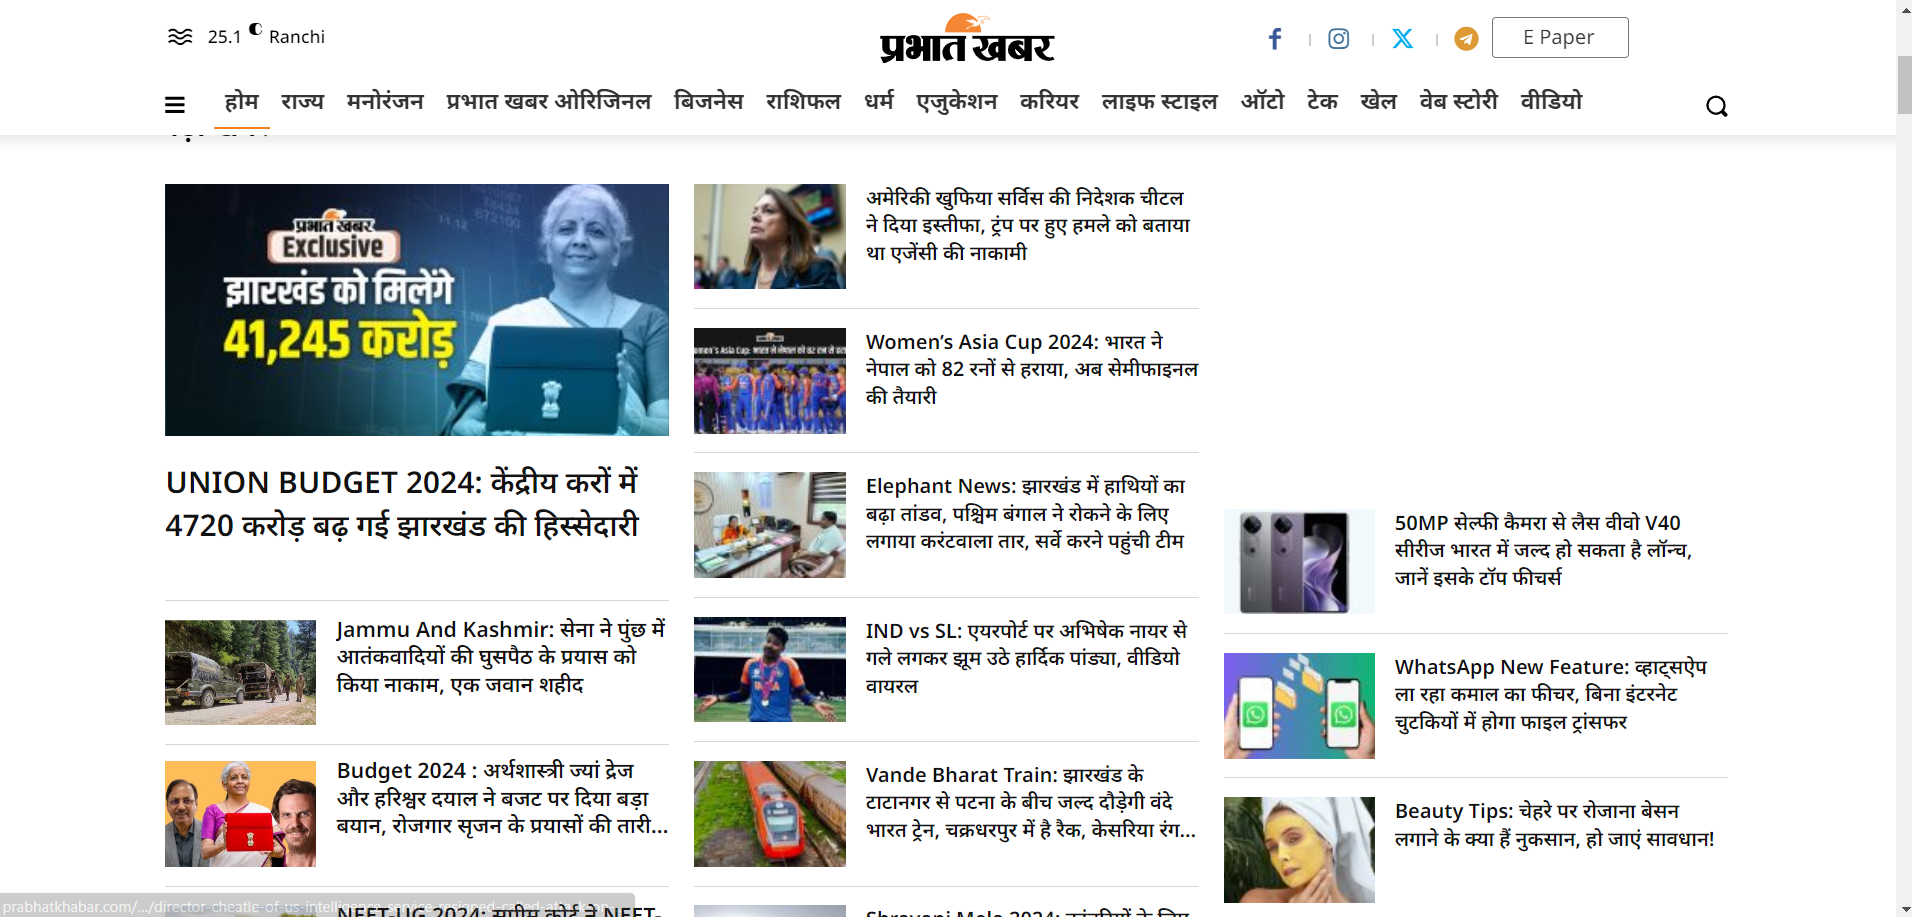 25.1 C Ranchi
प्रभात खबर
E Paper
होम राज्य मनोरंजन प्रभात खबर ओरिजिनल बिजनेस राशिफल धर्म एजुकेशन करियर लाइफ स्टाइल ऑटो टेक खेल वेब स्टोरी वीडियो
प्रभात खबर
Exclusive
झारखंड को मिलेंगे
41,245 करोड़
UNION BUDGET 2024: केंद्रीय करों में
4720 करोड़ बढ़ गई झारखंड की हिस्सेदारी
Jammu And Kashmir: सेना ने पुंछ में
आतंकवादियों की घुसपैठ के प्रयास को
किया नाकाम, एक जवान शहीद
Budget 2024 : अर्थशास्त्री ज्यां द्रेज
और हरिश्वर दयाल ने बजट पर दिया बड़ा
बयान, रोजगार सृजन के प्रयासों की तारी...
NEET-UG 2024: सुप्रीम कोर्ट ने NEET-
अमेरिकी खुफिया सर्विस की निदेशक चीटल
ने दिया इस्तीफा, ट्रंप पर हुए हमले को बताया
था एजेंसी की नाकामी
Women's Asia Cup 2024: भारत ने
नेपाल को 82 रनों से हराया, अब सेमीफाइनल
की तैयारी
Elephant News: झारखंड में हाथियों का
बढ़ा तांडव, पश्चिम बंगाल ने रोकने के लिए
लगाया करंटवाला तार, सर्वे करने पहुंची टीम
IND vs SL: एयरपोर्ट पर अभिषेक नायर से
गले लगकर झूम उठे हार्दिक पांड्या, वीडियो
वायरल
Vande Bharat Train: झारखंड के
टाटानगर से पटना के बीच जल्द दौड़ेगी वंदे
भारत ट्रेन, चक्रधरपुर में है रैक, केसरिया रंग...
Shravani Mela 2024: कांवरियों के लिए
50MP सेल्फी कैमरा से लैस वीवो V40
सीरीज भारत में जल्द हो सकता है लॉन्च,
जानें इसके टॉप फीचर्स
WhatsApp New Feature: व्हाट्सऐप
ला रहा कमाल का फीचर, बिना इंटरनेट
चुटकियों में होगा फाइल ट्रांसफर
Beauty Tips: चेहरे पर रोजाना बेसन
लगाने के क्या हैं नुकसान, हो जाएं सावधान!
prabhatkhabar.com/.../director-cheatle-of-us-intelligence-service-resigned-called-attack-on-